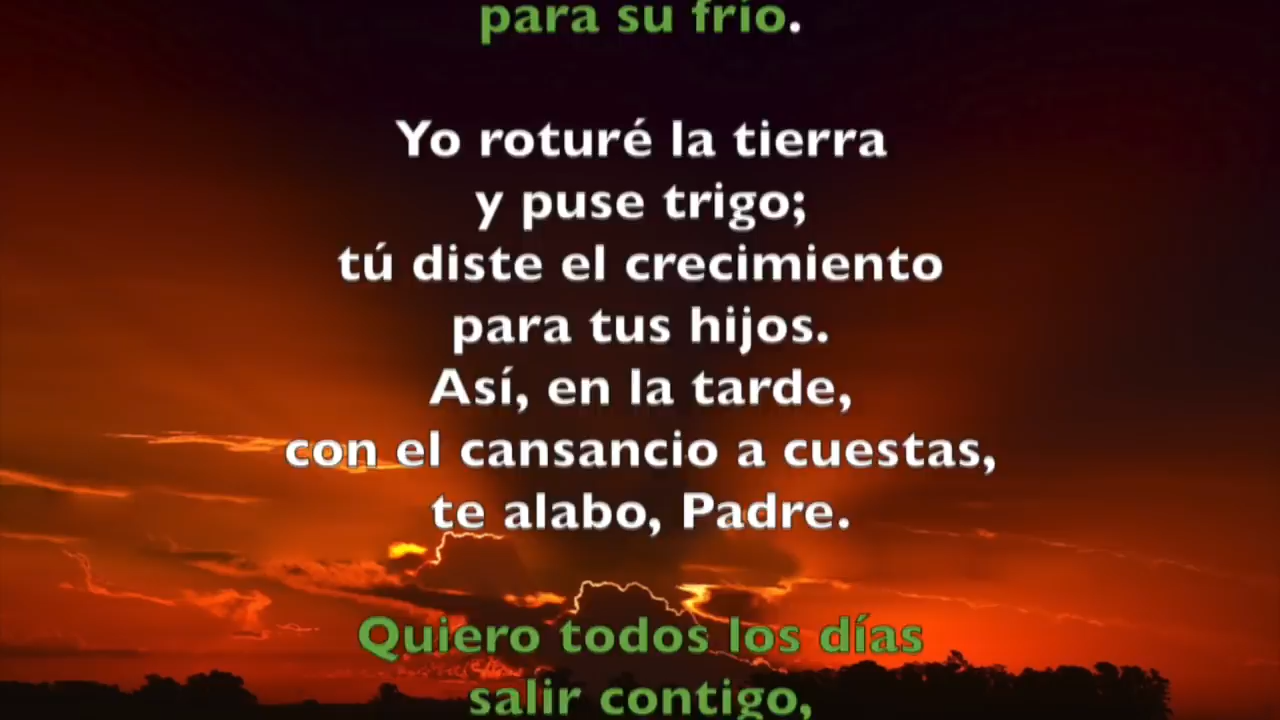 para su frío.
Yo roturé la tierra
y puse trigo;
tú diste el crecimiento
para tus hijos.
Así, en la tarde,
con el cansancio a cuestas,
te alabo, Padre.
Quiero todos los días
salir contigo,